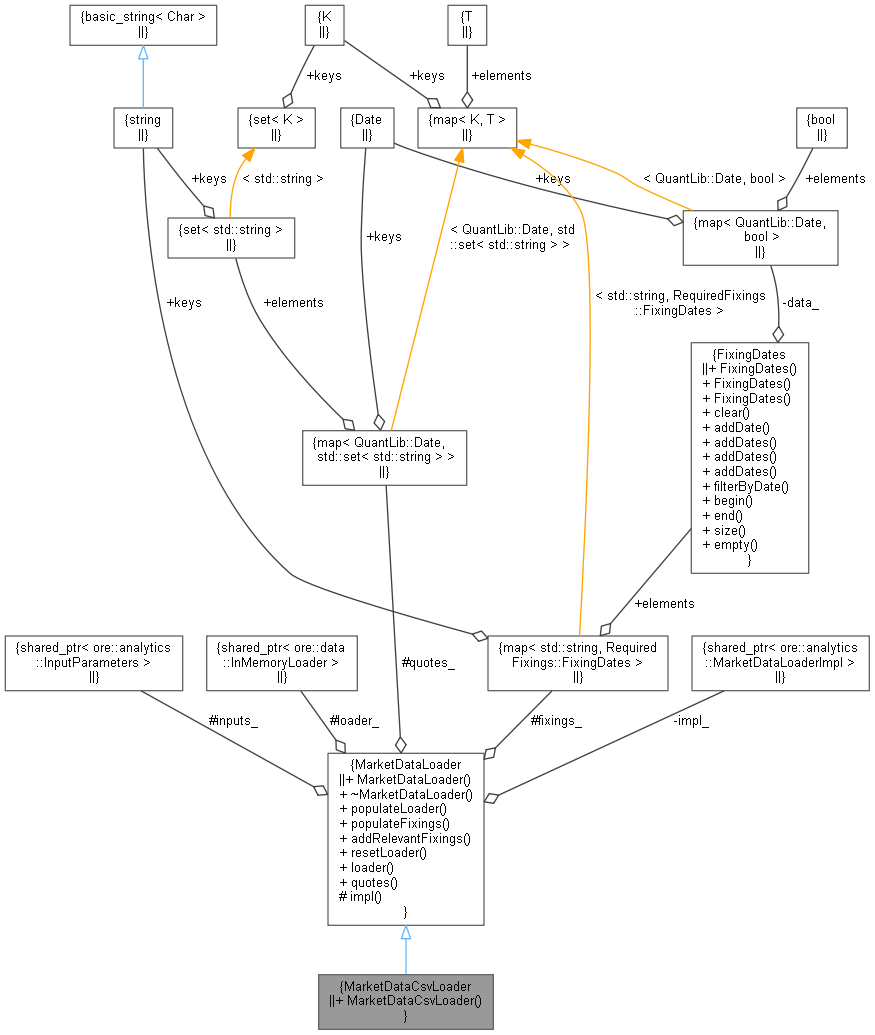 {basic_string< Char >
||}
{K
||}
{T
||}
+keys
+keys
+elements
{string
||}
{set< K >
||}
{Date
||}
{map< K, T >
||}
{bool
||}
+keys
< std::string >
+keys
< QuantLib::Date, bool >
+elements
{set< std::string >
||}
+keys
< QuantLib::Date, std
::set< std::string > >
{map< QuantLib::Date,
bool >
||}
+keys
+elements
< std::string, RequiredFixings
::FixingDates >
-data_
{FixingDates
||+ FixingDates()
+ FixingDates()
+ FixingDates()
+ clear()
+ addDate()
+ addDates()
+ addDates()
+ addDates()
+ filterByDate()
+ begin()
+ end()
+ size()
+ empty()
}
{map< QuantLib::Date,
std::set< std::string > >
||}
+elements
{shared_ptr< ore::analytics
::InputParameters >
||}
{shared_ptr< ore::data
::InMemoryLoader >
||}
#quotes_
{map< std::string, Required
Fixings::FixingDates >
||}
{shared_ptr< ore::analytics
::MarketDataLoaderImpl >
||}
#inputs_
#loader_
#fixings_
-impl_
{MarketDataLoader
||+ MarketDataLoader()
+ ~MarketDataLoader()
+ populateLoader()
+ populateFixings()
+ addRelevantFixings()
+ resetLoader()
+ loader()
+ quotes()
# impl()
}
{MarketDataCsvLoader
||+ MarketDataCsvLoader()
}